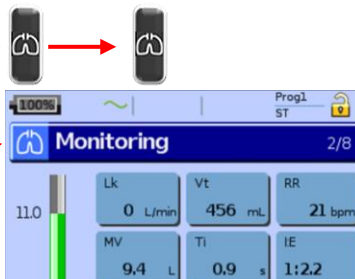 100%
Prog1
ST
Monitoring 2/8
11.0
Lk Vt RR
0 L/min 456 mL 21 bpm
MV Ti I:E
9.4 L 0.9 s 1:2.2